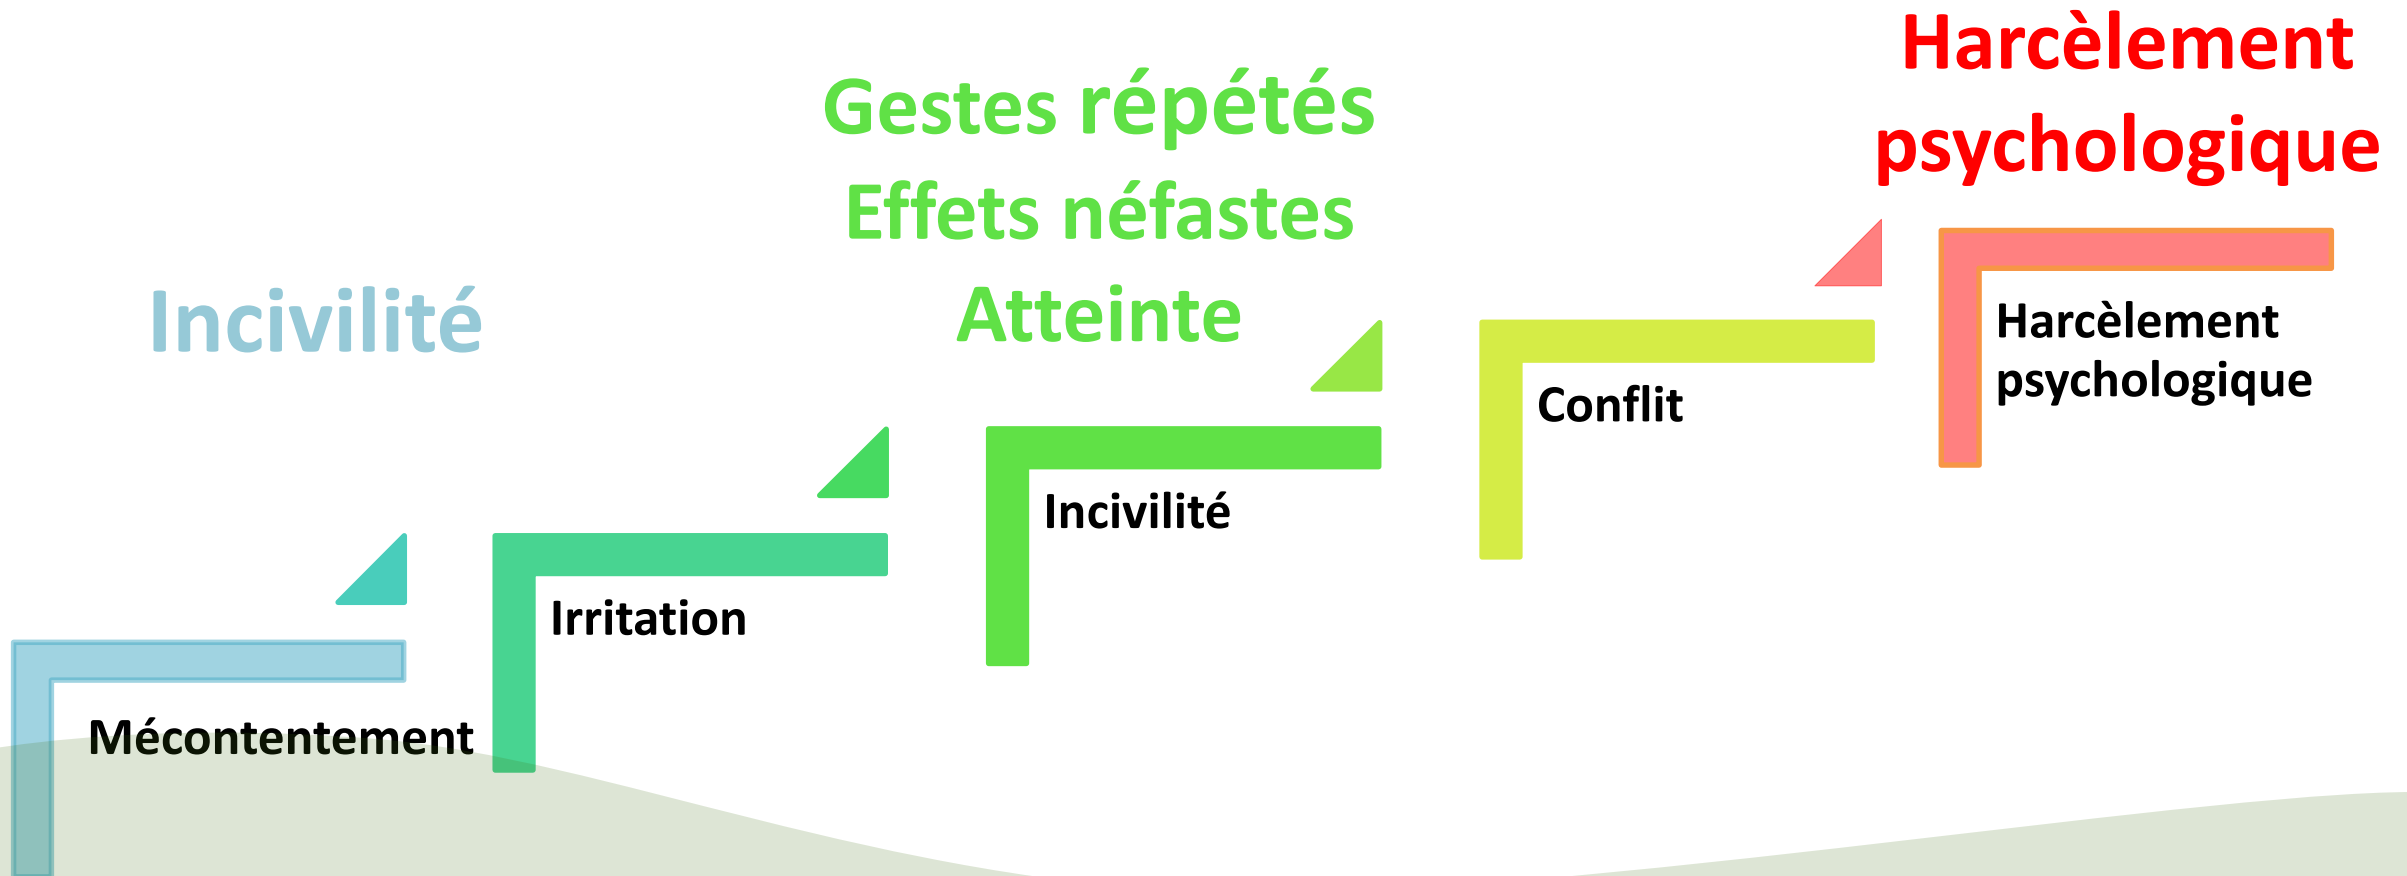 Harcèlement
psychologique
Gestes répétés
Effets néfastes
Atteinte
Incivilité
Mécontentement
Irritation
Incivilité
Conflit
Harcèlement
psychologique